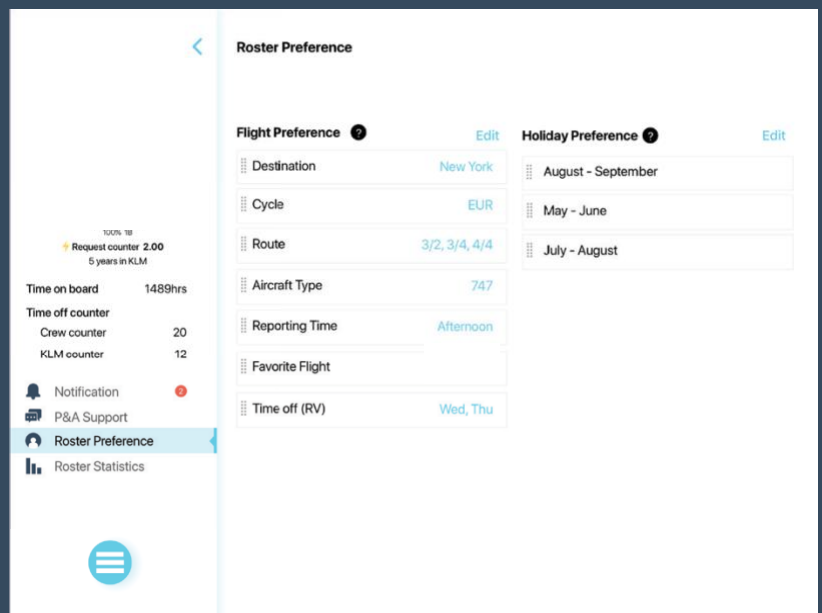 Roster Preference
100% TB
Request counter 2.00
5 years in KLM
Time on board 1489hrs
Time off counter
Crew counter 20
KLM counter 12
Notification 2
P&A Support
Roster Preference
Roster Statistics
Flight Preference ? Edit
Destination New York
Cycle EUR
Route 3/2, 3/4, 4/4
Aircraft Type 747
Reporting Time Afternoon
Favorite Flight
Time off (RV) Wed, Thu
Holiday Preference ? Edit
August - September
May - June
July - August